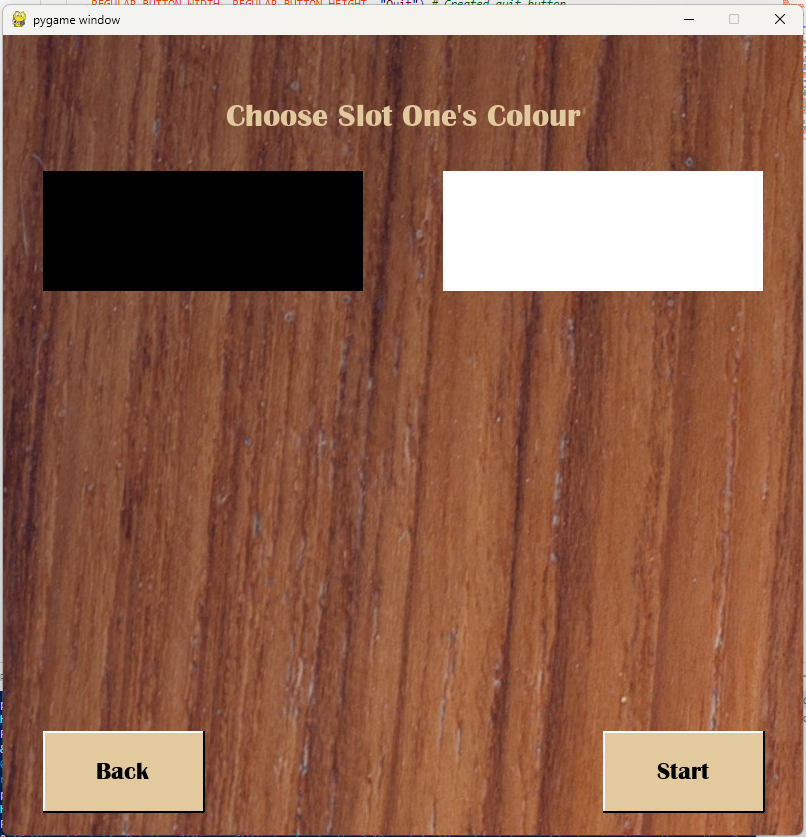 REGULAR_BUTTON_WIDTH, REGULAR_BUTTON_HEIGHT, "Quit") # Created quit button
pygame window
Choose Slot One's Colour
Back
Start